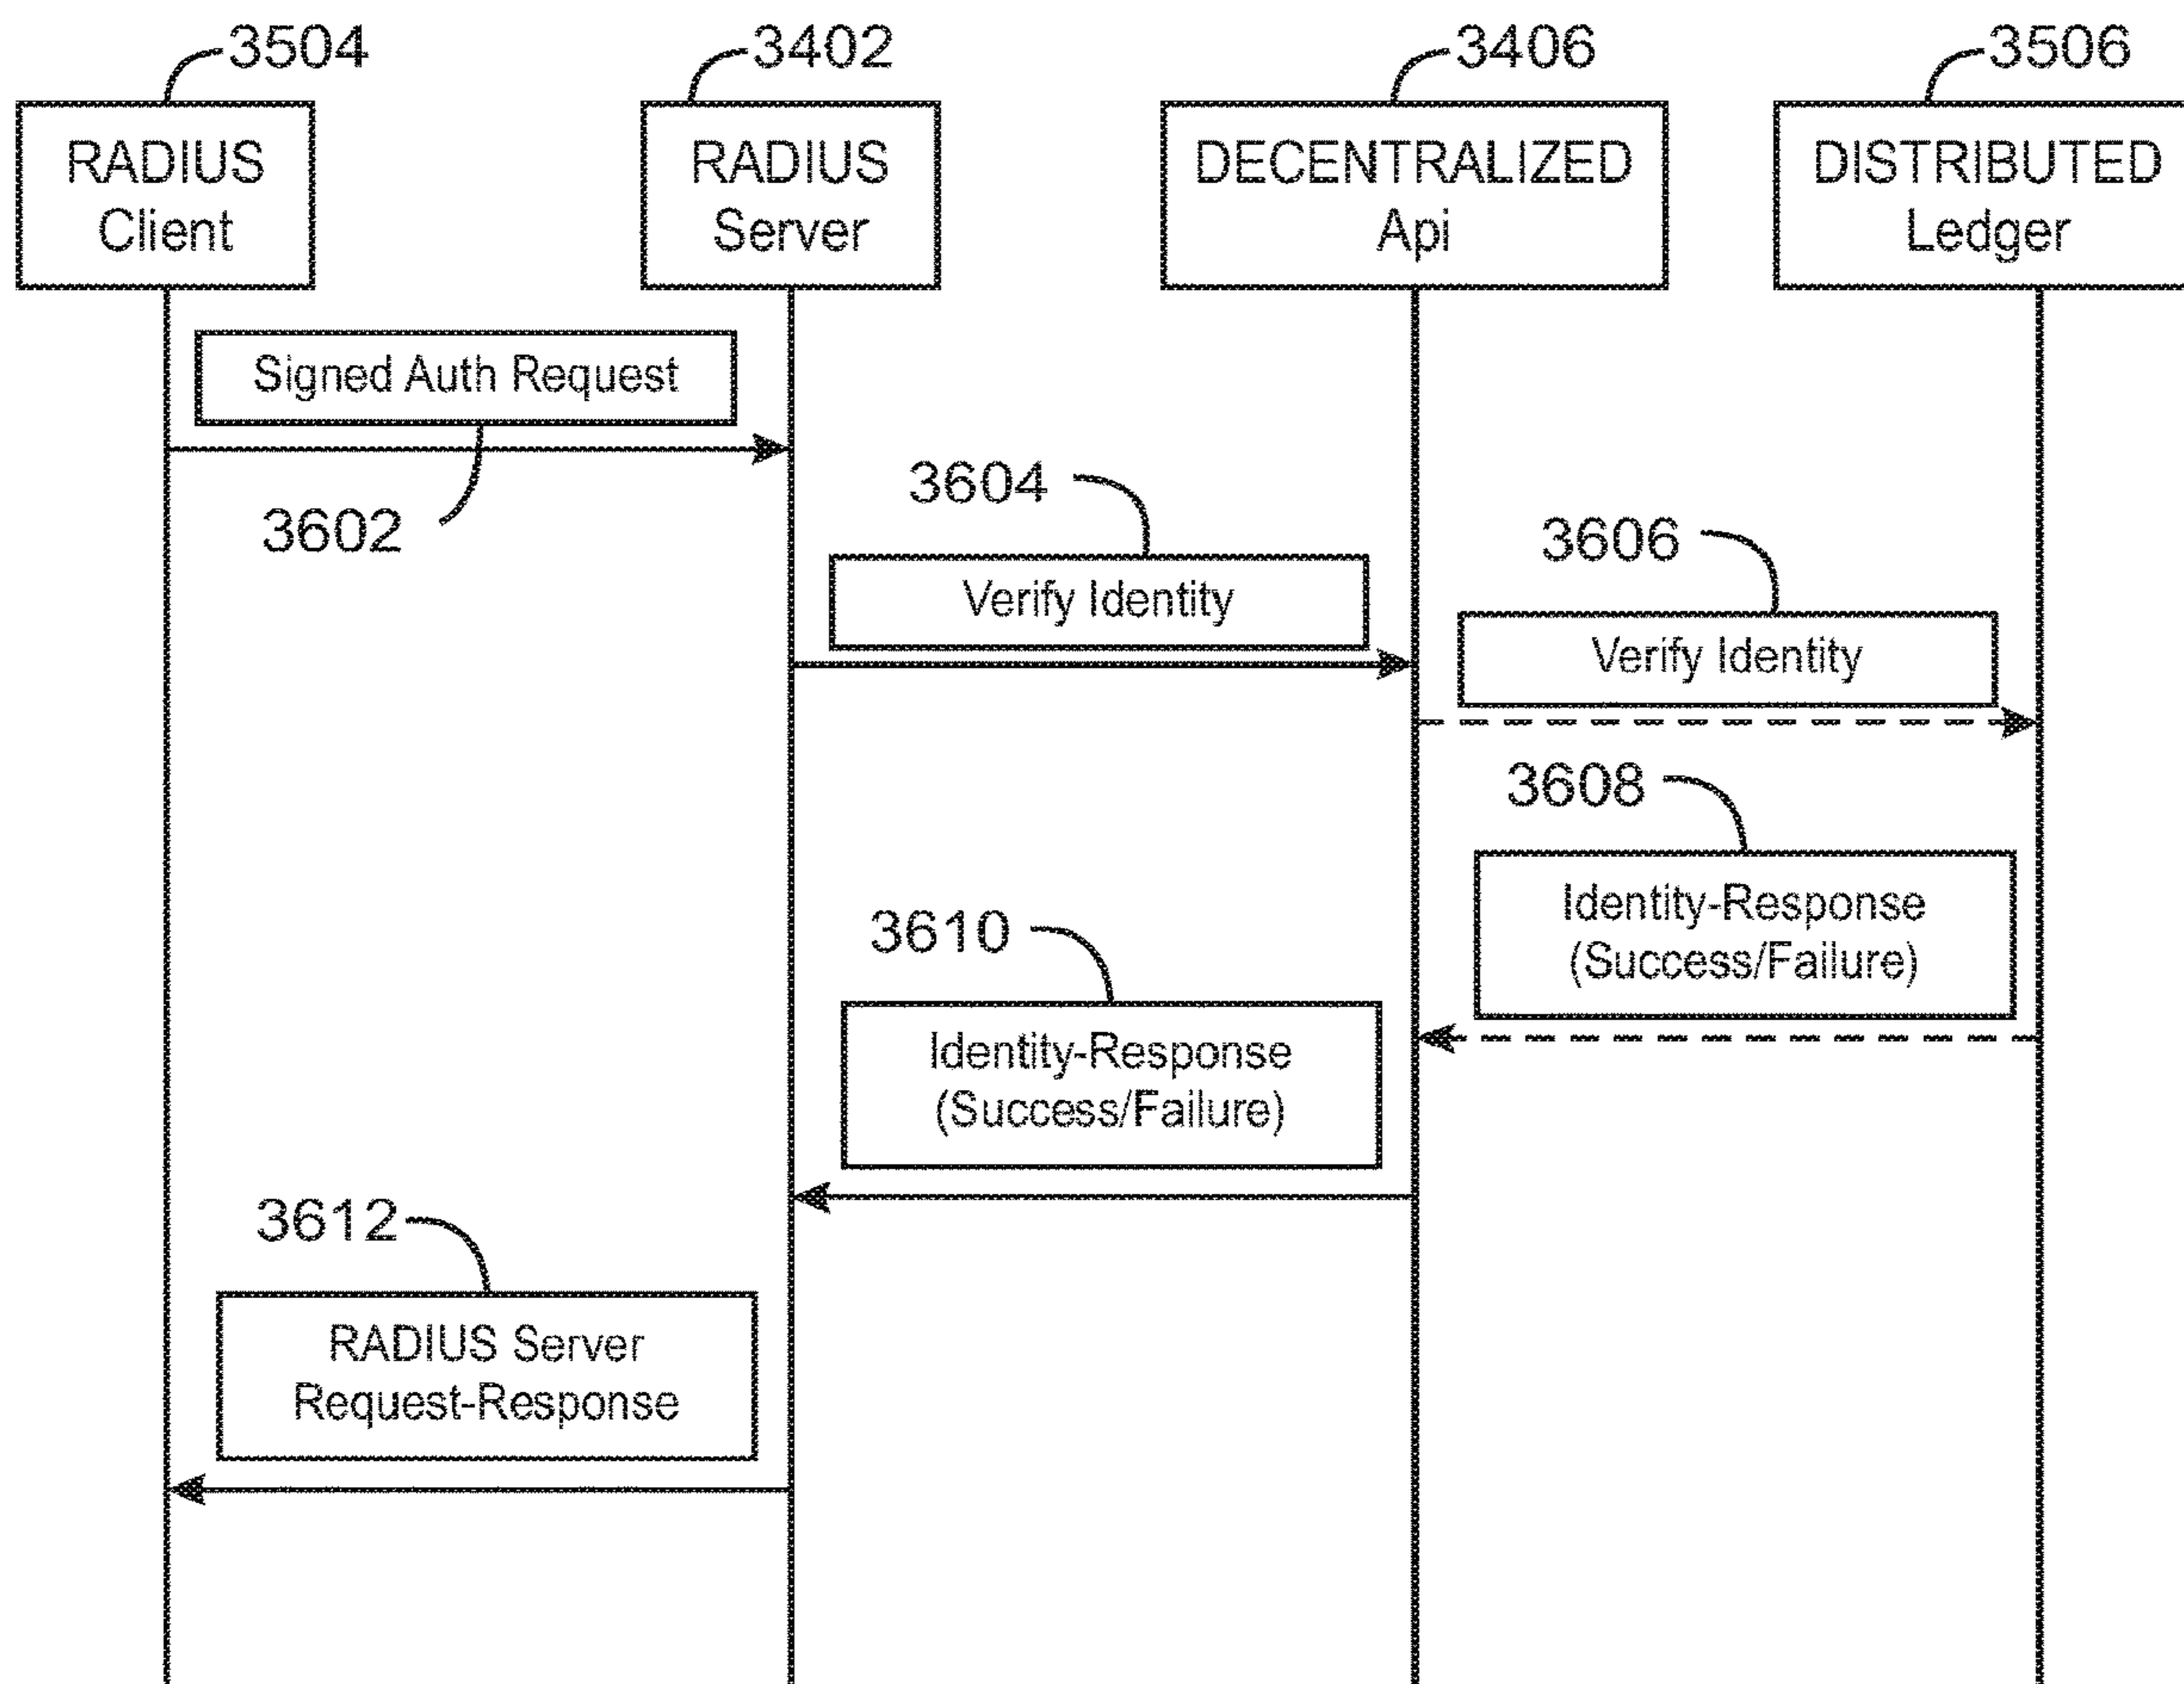 3504
3402
3406
3506
RADIUS
Client
RADIUS
Server
DECENTRALIZED
Api
DISTRIBUTED
Ledger
Signed Auth Request
3602
3604
Verify Identity
3606
Verify Identity
3608
Identity-Response
(Success/Failure)
3610
Identity-Response
(Success/Failure)
3612
RADIUS Server
Request-Response